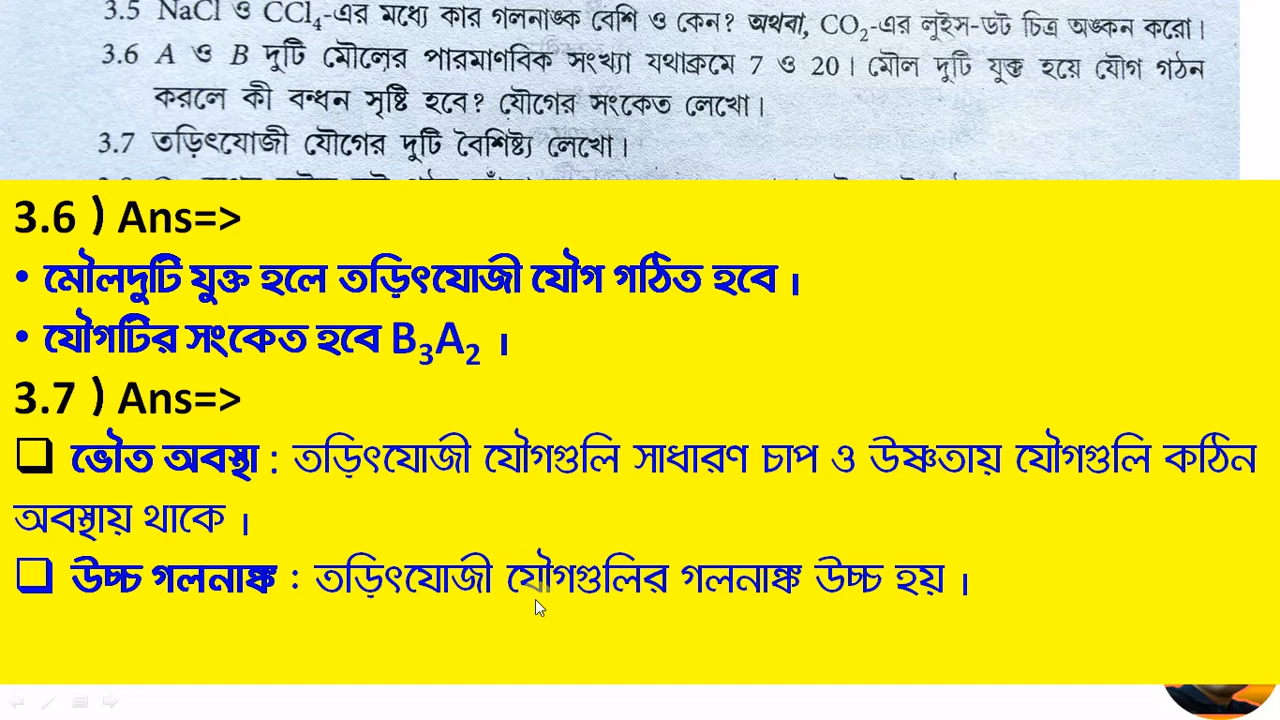 3.5 NaCl ও CCl₄-এর মধ্যে কার গলনাঙ্ক বেশি ও কেন? অথবা, CO₂-এর লুইস-ডট চিত্র অঙ্কন করো।
3.6 A ও B দুটি মৌলের পারমাণবিক সংখ্যা যথাক্রমে 7 ও 20। মৌল দুটি যুক্ত হয়ে যৌগ গঠন
করলে কী বন্ধন সৃষ্টি হবে? যৌগের সংকেত লেখো।
3.7 তড়িৎযোজী যৌগের দুটি বৈশিষ্ট্য লেখো।
3.6 ) Ans=>
• মৌলদুটি যুক্ত হলে তড়িৎযোজী যৌগ গঠিত হবে ।
• যৌগটির সংকেত হবে B₃A₂ ।
3.7 ) Ans=>
❑ ভৌত অবস্থা : তড়িৎযোজী যৌগগুলি সাধারণ চাপ ও উষ্ণতায় যৌগগুলি কঠিন
অবস্থায় থাকে ।
❑ উচ্চ গলনাঙ্ক : তড়িৎযোজী যৌগগুলির গলনাঙ্ক উচ্চ হয় ।